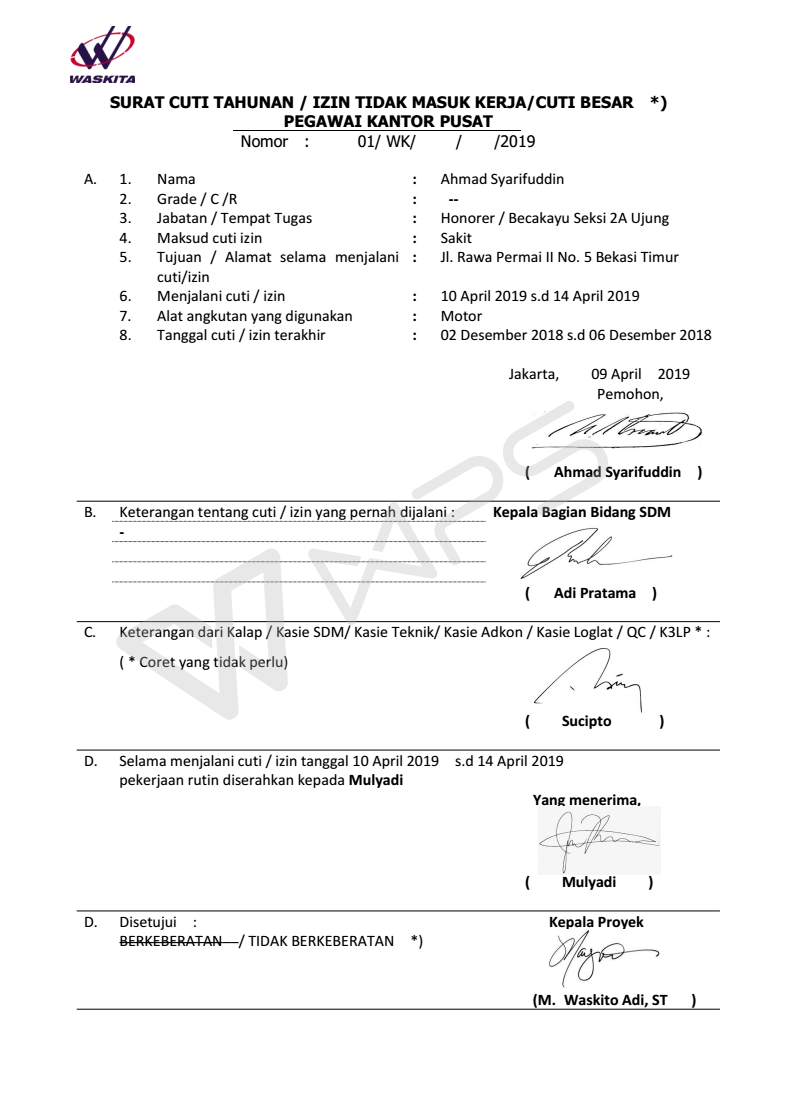 WASKITA
SURAT CUTI TAHUNAN / IZIN TIDAK MASUK KERJA/CUTI BESAR *)
PEGAWAI KANTOR PUSAT
Nomor : 01/ WK/ / /2019
A. 1. Nama : Ahmad Syarifuddin
2. Grade / C /R : --
3. Jabatan / Tempat Tugas : Honorer / Becakayu Seksi 2A Ujung
4. Maksud cuti izin : Sakit
5. Tujuan / Alamat selama menjalani : Jl. Rawa Permai II No. 5 Bekasi Timur
cuti/izin
6. Menjalani cuti / izin : 10 April 2019 s.d 14 April 2019
7. Alat angkutan yang digunakan : Motor
8. Tanggal cuti / izin terakhir : 02 Desember 2018 s.d 06 Desember 2018
Jakarta, 09 April 2019
Pemohon,
( Ahmad Syarifuddin )
B. Keterangan tentang cuti / izin yang pernah dijalani : Kepala Bagian Bidang SDM
-
( Adi Pratama )
C. Keterangan dari Kalap / Kasie SDM/ Kasie Teknik/ Kasie Adkon / Kasie Loglat / QC / K3LP * :
( * Coret yang tidak perlu)
( Sucipto )
D. Selama menjalani cuti / izin tanggal 10 April 2019 s.d 14 April 2019
pekerjaan rutin diserahkan kepada Mulyadi
Yang menerima,
( Mulyadi )
D. Disetujui : Kepala Proyek
BERKEBERATAN / TIDAK BERKEBERATAN *)
(M. Waskito Adi, ST )
WPS